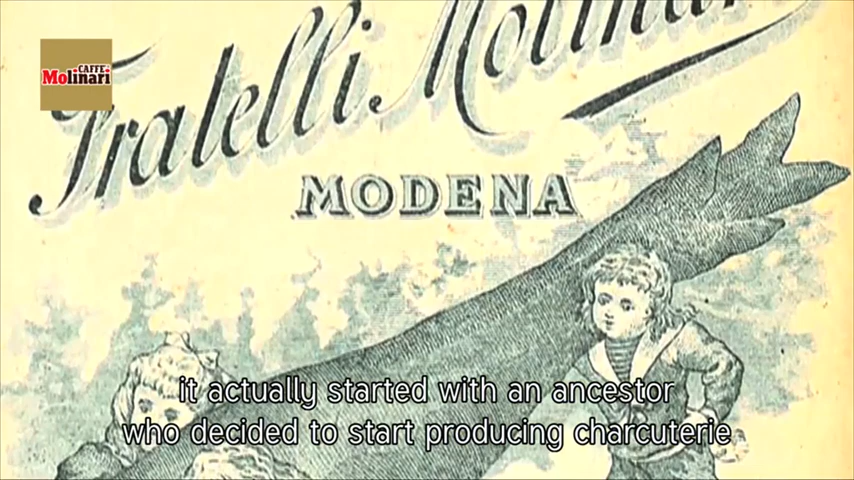 CAFFÈ
Molinari
Fratelli Molinari
MODENA
it actually started with an ancestor
who decided to start producing charcuterie